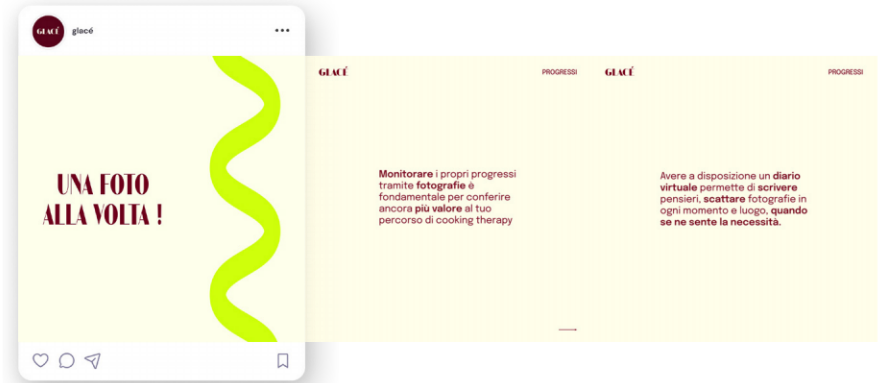 GLACÉ
glacé
UNA FOTO
ALLA VOLTA !
GLACÉ
PROGRESSI
Monitorare i propri progressi
tramite fotografie è
fondamentale per conferire
ancora più valore al tuo
percorso di cooking therapy
GLACÉ
PROGRESSI
Avere a disposizione un diario
virtuale permette di scrivere
pensieri, scattare fotografie in
ogni momento e luogo, quando
se ne sente la necessità.